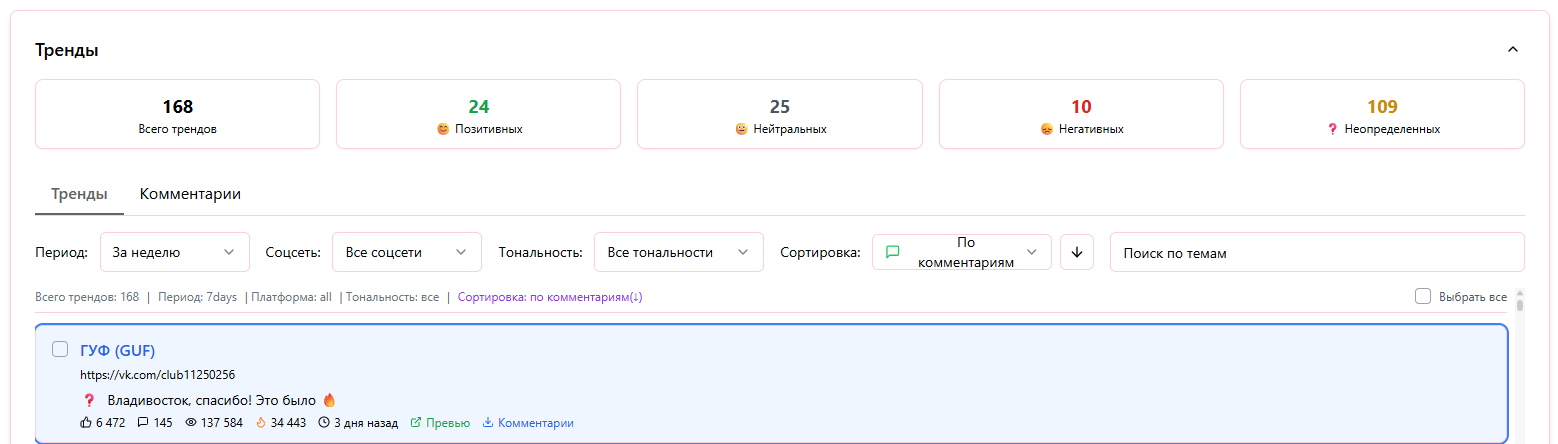 Тренды
168
Всего трендов
24
😊 Позитивных
25
😐 Нейтральных
10
😞 Негативных
109
❓ Неопределенных
Тренды Комментарии
Период: За неделю Соцсеть: Все соцсети Тональность: Все тональности Сортировка: По комментариям Поиск по темам
Всего трендов: 168 | Период: 7days | Платформа: all | Тональность: все | Сортировка: по комментариям(↓) Выбрать все
ГУФ (GUF)
https://vk.com/club11250256
❓ Владивосток, спасибо! Это было 🔥
6 472 145 137 584 34 443 3 дня назад Превью Комментарии